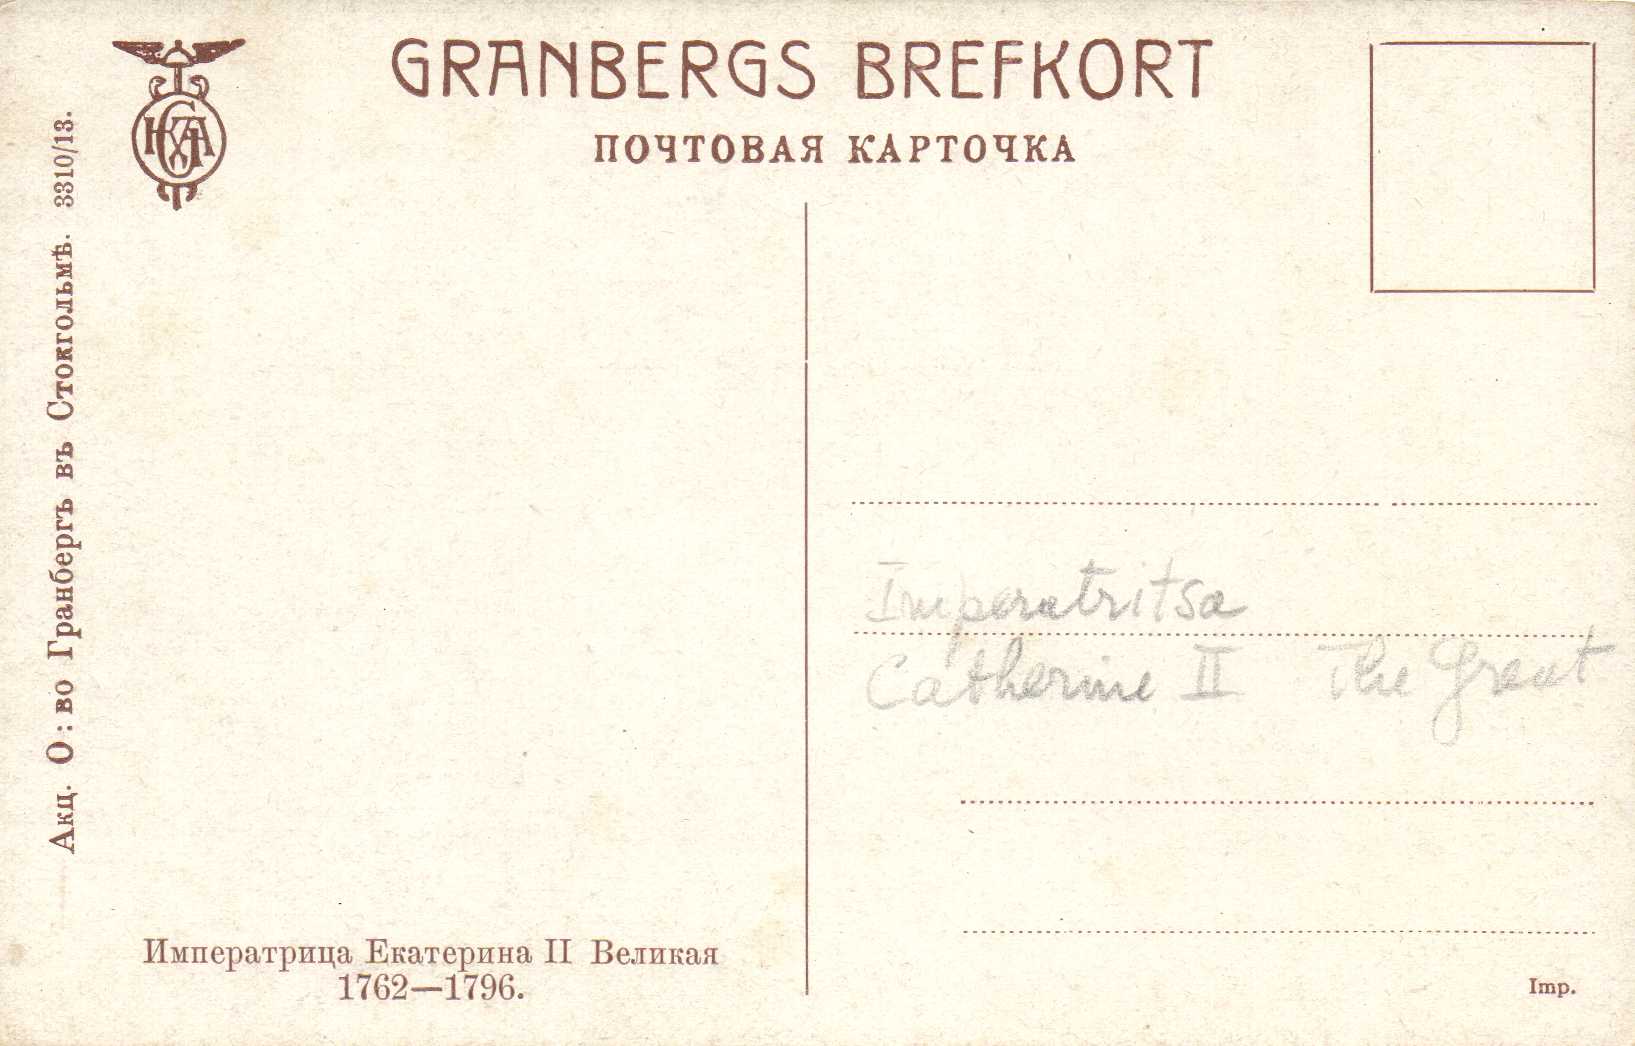 GRANBERGS BREFKORT
ПОЧТОВАЯ КАРТОЧКА
Акц. О: во Гранбергъ въ Стокгольмѣ. 3310/13.
Imperatritsa
Catherine II The Great
Императрица Екатерина II Великая
1762—1796.
Imp.